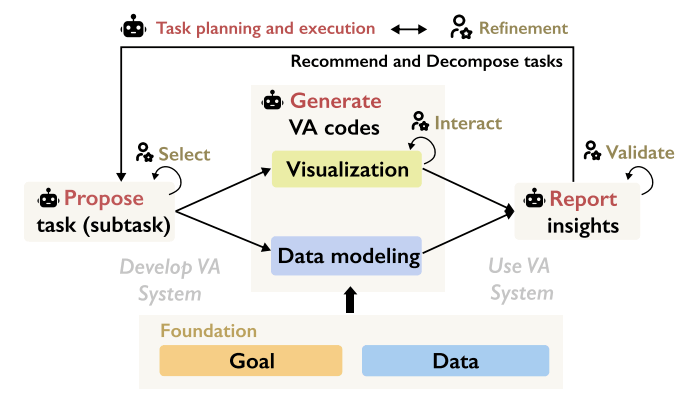 Task planning and execution
Refinement
Recommend and Decompose tasks
Generate
VA codes
Interact
Select
Validate
Visualization
Propose
task (subtask)
Report
insights
Data modeling
Develop VA
System
Use VA
System
Foundation
Goal
Data